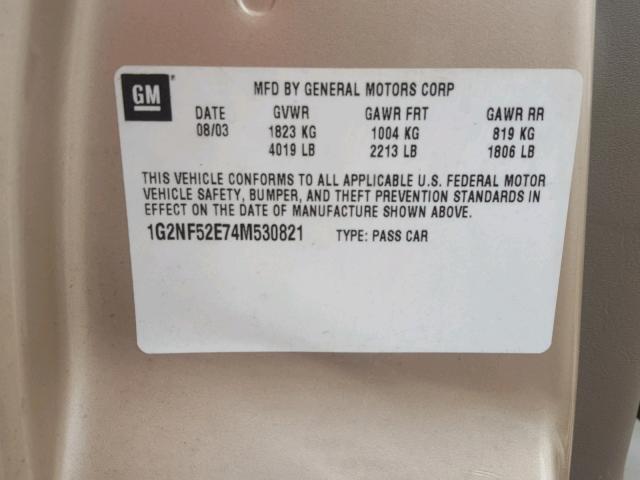 GM
MFD BY GENERAL MOTORS CORP
DATE GVWR GAWR FRT GAWR RR
08/03 1823 KG 1004 KG 819 KG
4019 LB 2213 LB 1806 LB
THIS VEHICLE CONFORMS TO ALL APPLICABLE U.S. FEDERAL MOTOR
VEHICLE SAFETY, BUMPER, AND THEFT PREVENTION STANDARDS IN
EFFECT ON THE DATE OF MANUFACTURE SHOWN ABOVE.
1G2NF52E74M530821 TYPE: PASS CAR